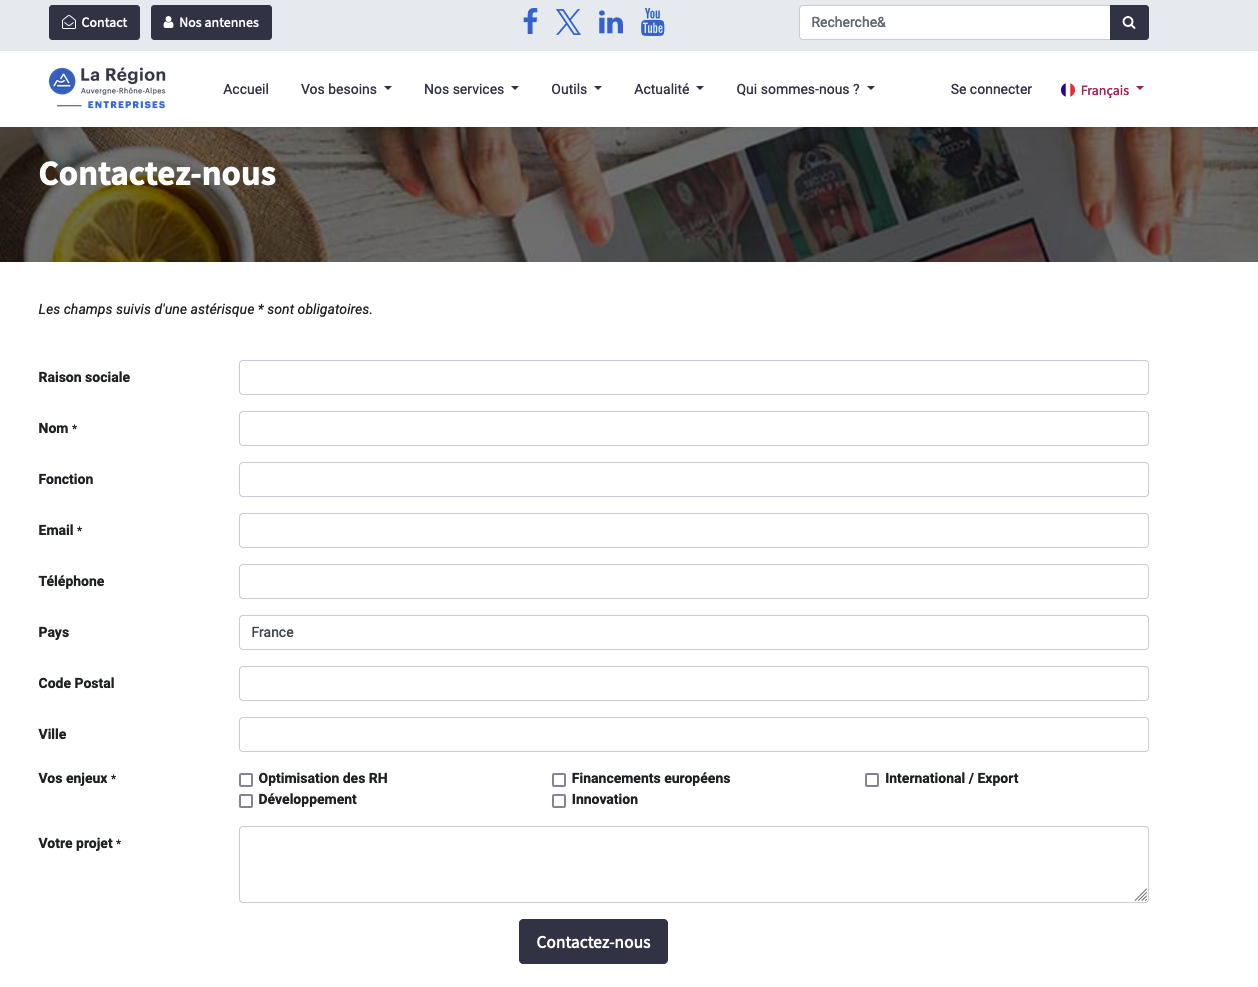 Contact
Nos antennes
You
Tube
Recherche&
La Région
Auvergne-Rhône-Alpes
ENTREPRISES
Accueil
Vos besoins
Nos services
Outils
Actualité
Qui sommes-nous ?
Se connecter
Français
Contactez-nous
Les champs suivis d'une astérisque * sont obligatoires.
Raison sociale
Nom *
Fonction
Email *
Téléphone
Pays
France
Code Postal
Ville
Vos enjeux *
Optimisation des RH
Financements européens
International / Export
Développement
Innovation
Votre projet *
Contactez-nous